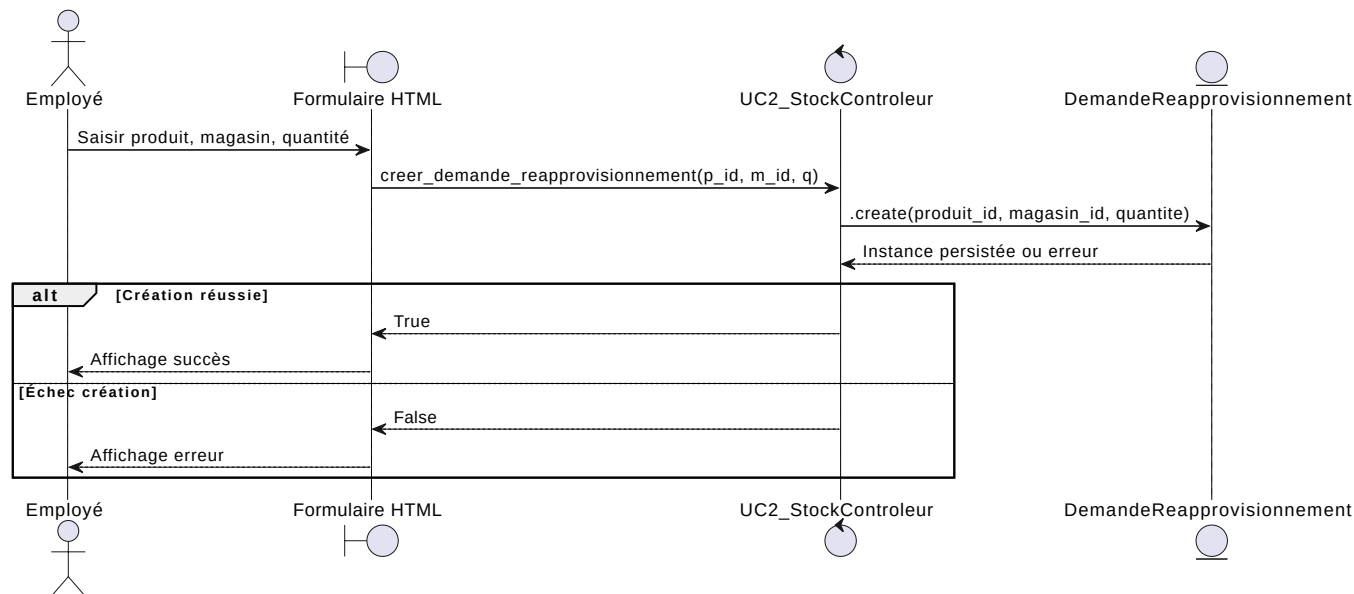 Employé
Formulaire HTML
UC2_StockControleur
DemandeReapprovisionnement
Saisir produit, magasin, quantité
creer_demande_reapprovisionnement(p_id, m_id, q)
.create(produit_id, magasin_id, quantite)
Instance persistée ou erreur
alt
[Création réussie]
True
Affichage succès
[Échec création]
False
Affichage erreur
Employé
Formulaire HTML
UC2_StockControleur
DemandeReapprovisionnement